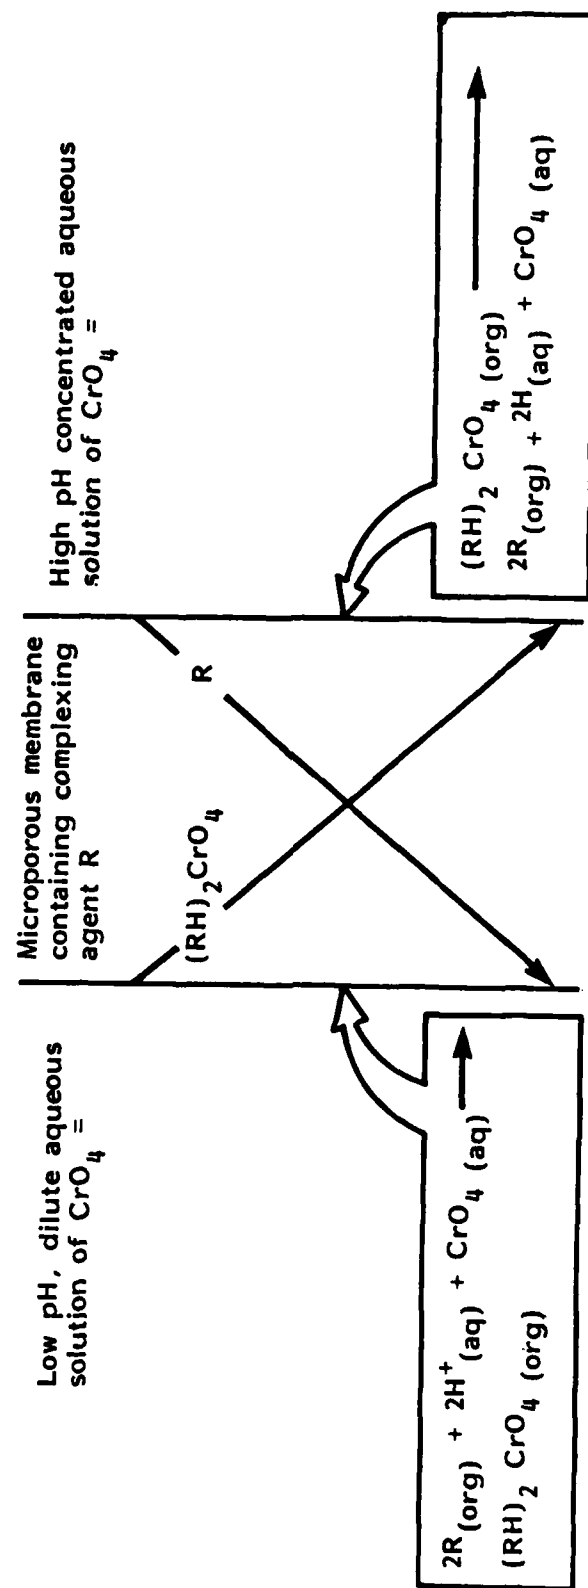 Low pH, dilute aqueous
solution of CrO₄ =
Microporous membrane
containing complexing
agent R
High pH concentrated aqueous
solution of CrO₄ =
(RH)₂CrO₄
R
2R(org) + 2H⁺(aq) + CrO₄ (aq) →
(RH)₂ CrO₄ (org)
(RH)₂ CrO₄ (org) →
2R(org) + 2H(aq) + CrO₄ (aq)